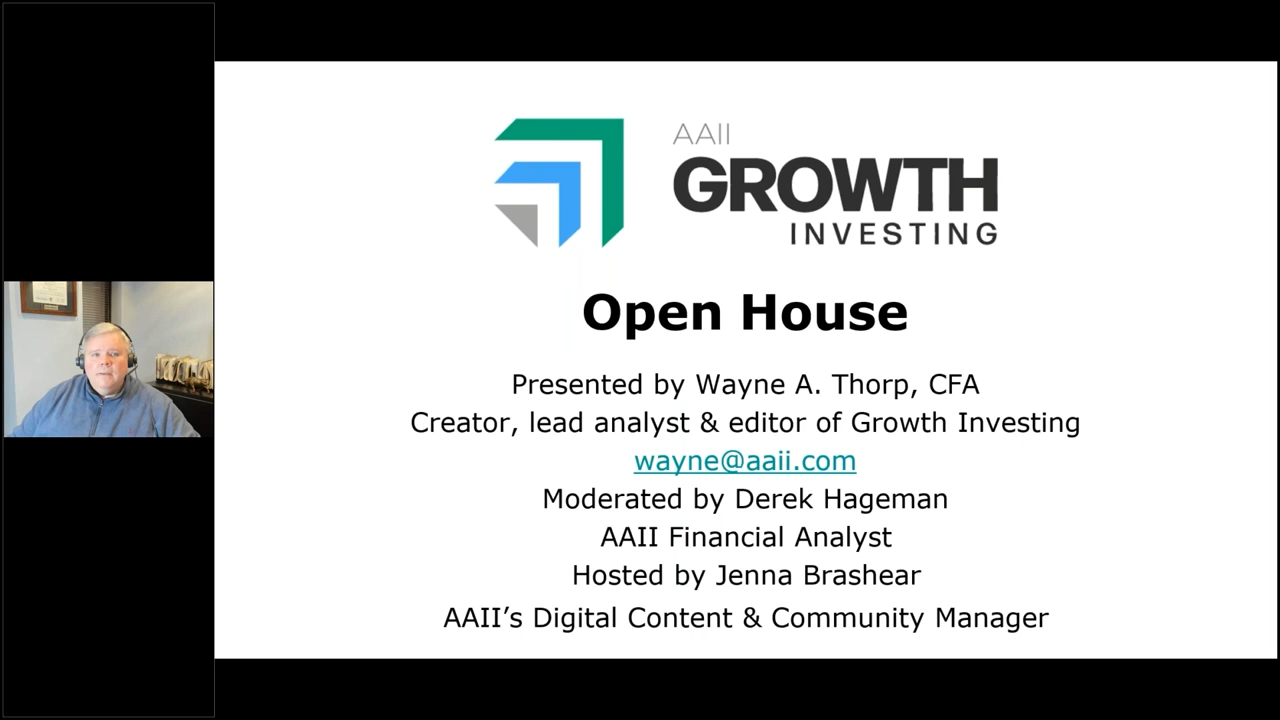 AAII
GROWTH
INVESTING
Open House
Presented by Wayne A. Thorp, CFA
Creator, lead analyst & editor of Growth Investing
wayne@aaii.com
Moderated by Derek Hageman
AAII Financial Analyst
Hosted by Jenna Brashear
AAII’s Digital Content & Community Manager